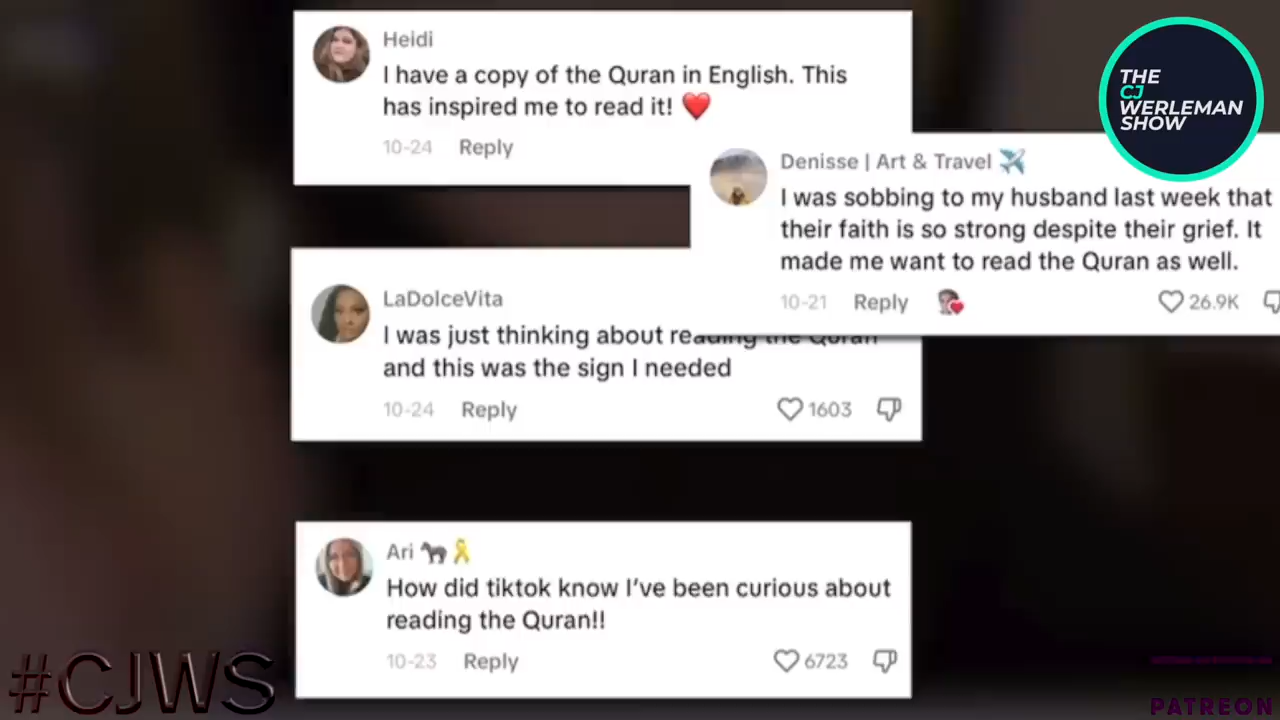 Heidi
I have a copy of the Quran in English. This
has inspired me to read it! ❤️
10-24 Reply
THE
CJ
WERLEMAN
SHOW
Denisse | Art & Travel ✈️
I was sobbing to my husband last week that
their faith is so strong despite their grief. It
made me want to read the Quran as well.
10-21 Reply 26.9K
LaDolceVita
I was just thinking about reading the Quran
and this was the sign I needed
10-24 Reply 1603
Ari 🐎🎗️
How did tiktok know I’ve been curious about
reading the Quran!!
10-23 Reply 6723
#CJWS
PATREON